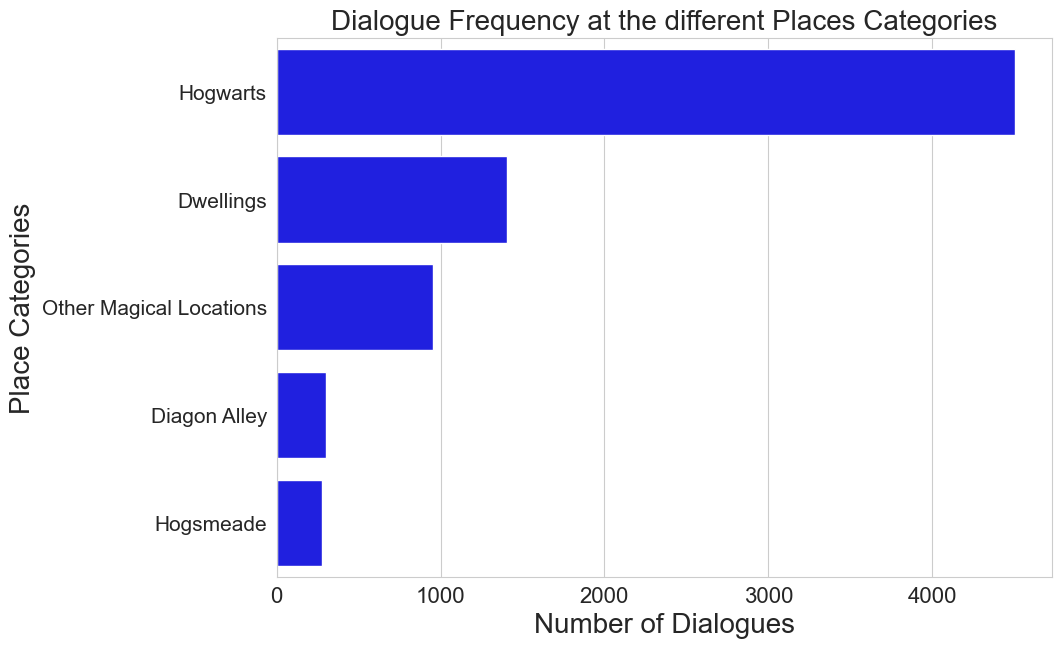 Dialogue Frequency at the different Places Categories
Place Categories
Hogwarts
Dwellings
Other Magical Locations
Diagon Alley
Hogsmeade
0 1000 2000 3000 4000
Number of Dialogues